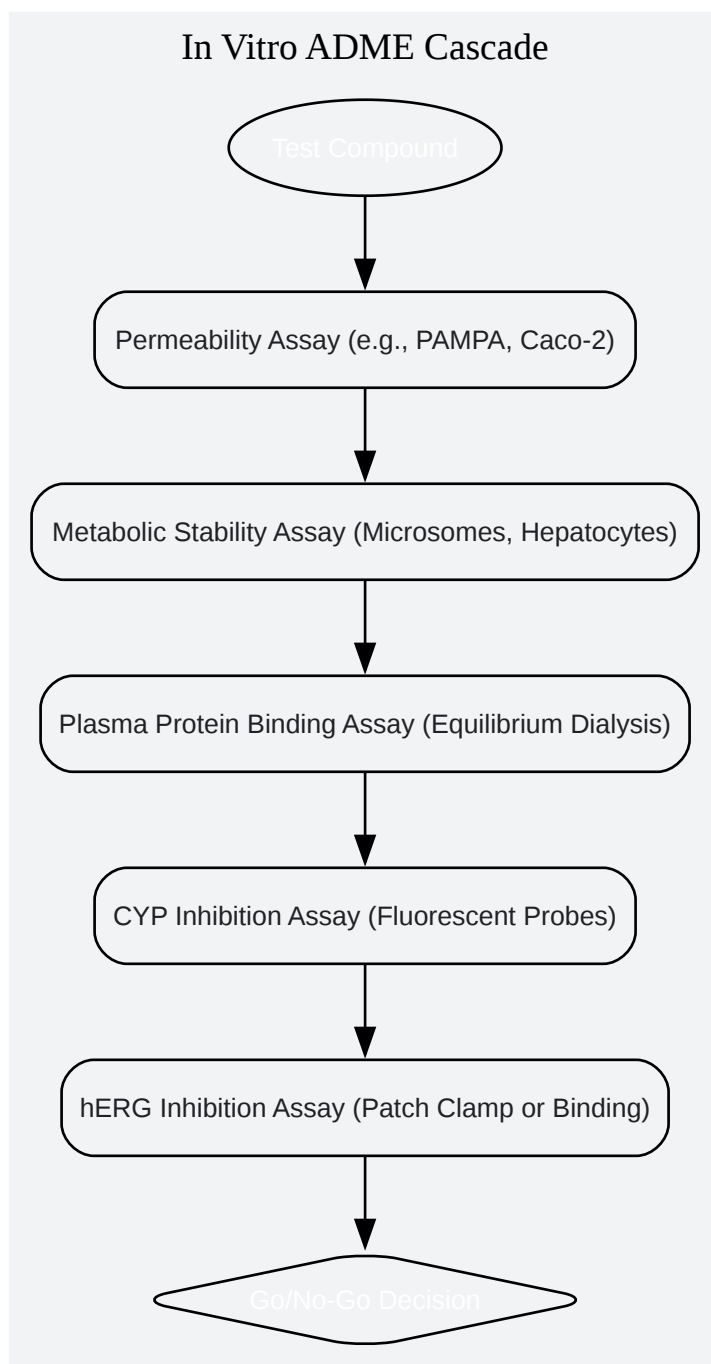 In Vitro ADME Cascade
Test Compound
Permeability Assay (e.g., PAMPA, Caco-2)
Metabolic Stability Assay (Microsomes, Hepatocytes)
Plasma Protein Binding Assay (Equilibrium Dialysis)
CYP Inhibition Assay (Fluorescent Probes)
hERG Inhibition Assay (Patch Clamp or Binding)
Go/No-Go Decision